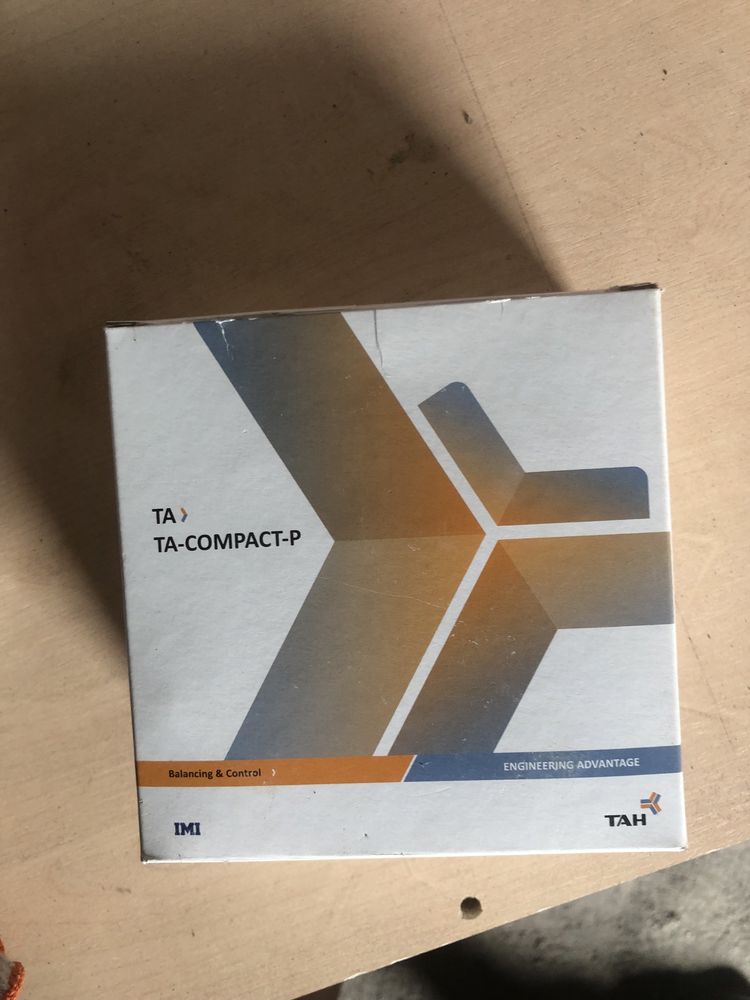 TA
TA-COMPACT-P
Balancing & Control
ENGINEERING ADVANTAGE
IMI
TAH